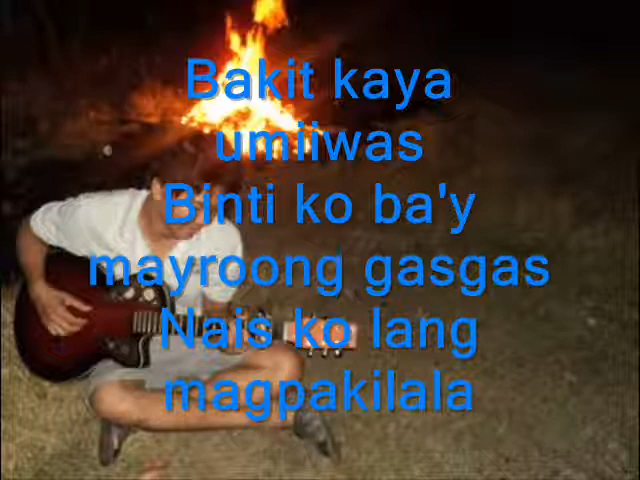 Bakit kaya
umiiwas
Binti ko ba'y
mayroong gasgas
Nais ko lang
magpakilala